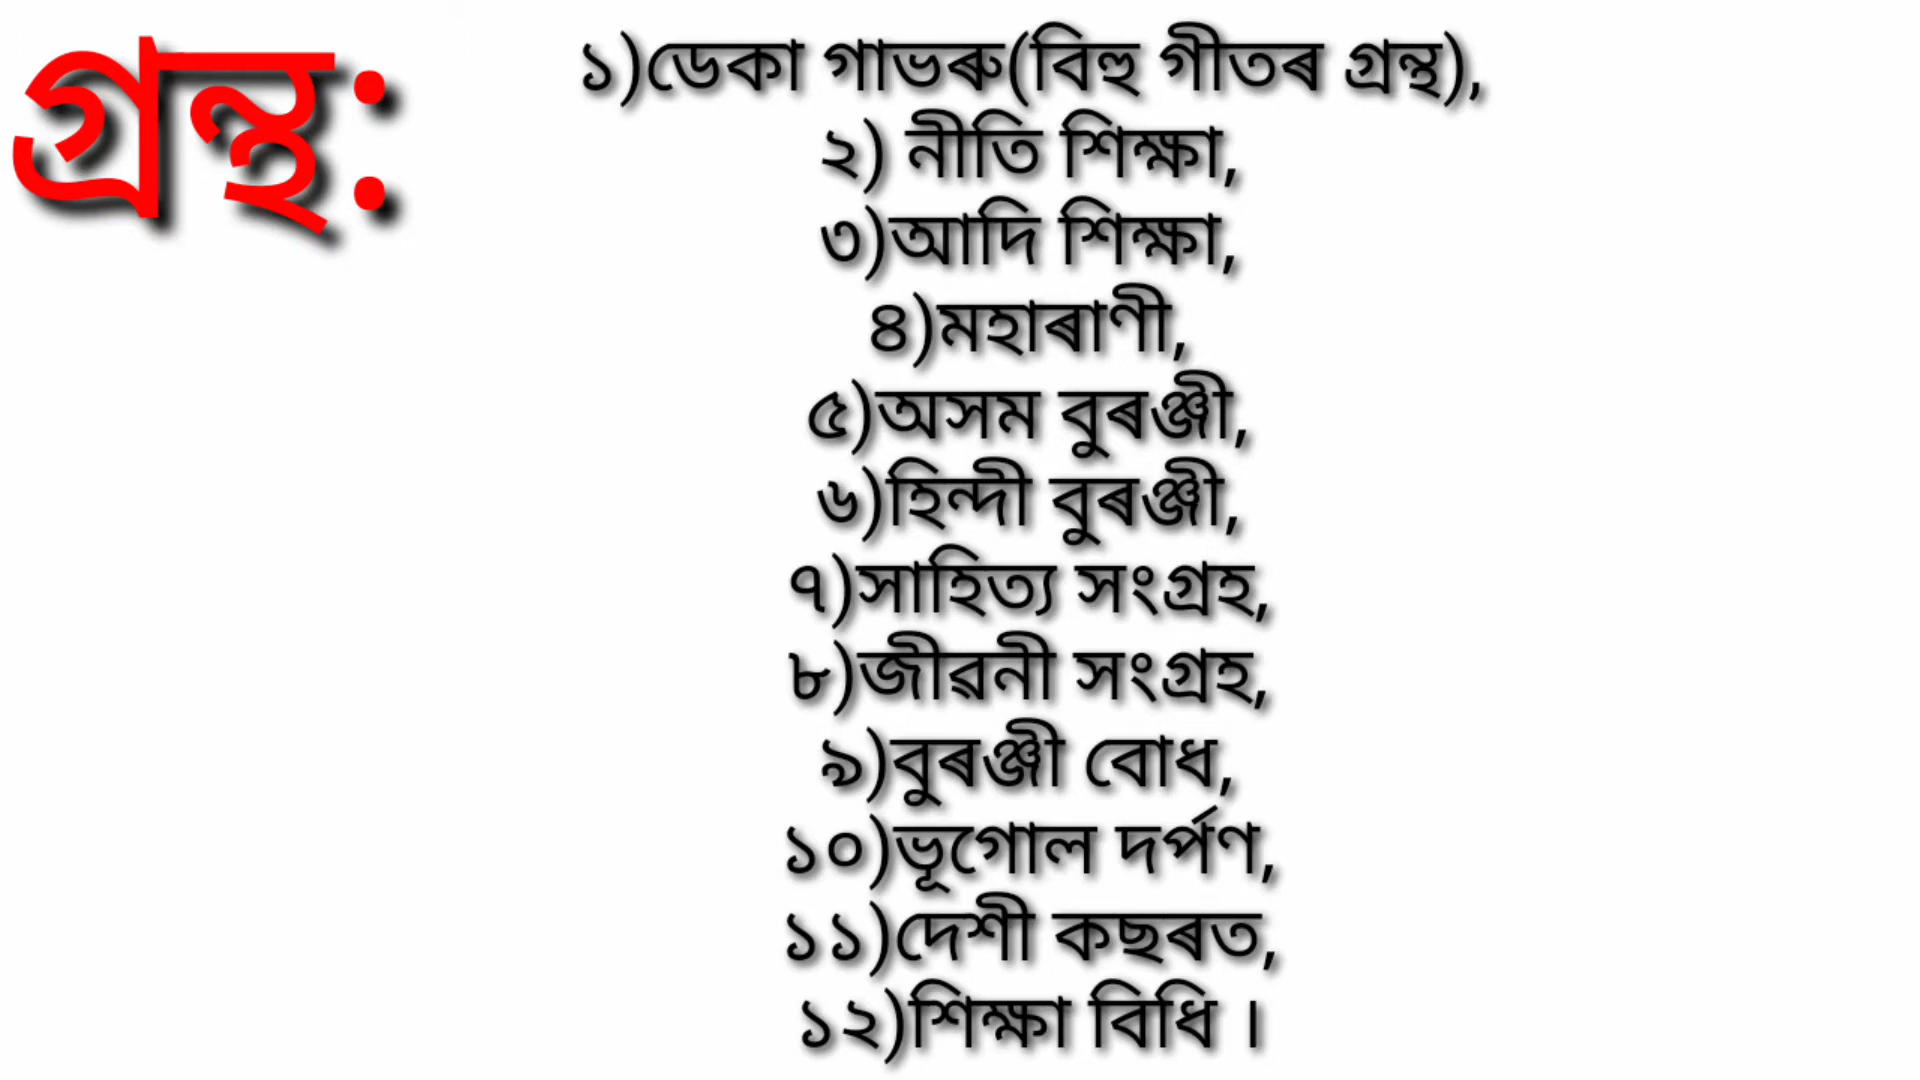 গ্ৰন্থ:
১)ডেকা গাভৰু(বিহু গীতৰ গ্ৰন্থ),
২) নীতি শিক্ষা,
৩)আদি শিক্ষা,
৪)মহাৰাণী,
৫)অসম বুৰঞ্জী,
৬)হিন্দী বুৰঞ্জী,
৭)সাহিত্য সংগ্ৰহ,
৮)জীৱনী সংগ্ৰহ,
৯)বুৰঞ্জী বোধ,
১০)ভূগোল দৰ্পণ,
১১)দেশী কছৰত,
১২)শিক্ষা বিধি ।